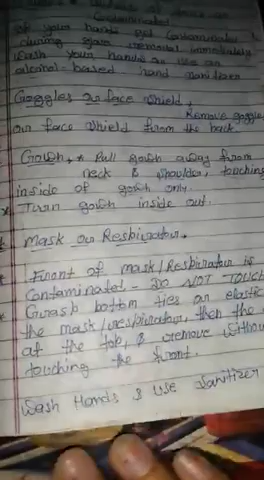 Contaminated.
If your hands get contaminated
during removal immediately
Wash your hands or use an
alcohol-based hand sanitizer
Goggles or face shield,
Remove goggle
or face shield from the back.
Gown, * Pull gown away from
neck & shoulder, touching
inside of gown only.
* Turn gown inside out.
Mask or Respirator.
Front of mask/Respirator is
Contaminated - DO NOT TOUCH
Grasp bottom ties or elastic
the mask/respirator, then the
at the top, & remove without
touching the front.
Wash Hands & Use Sanitizer